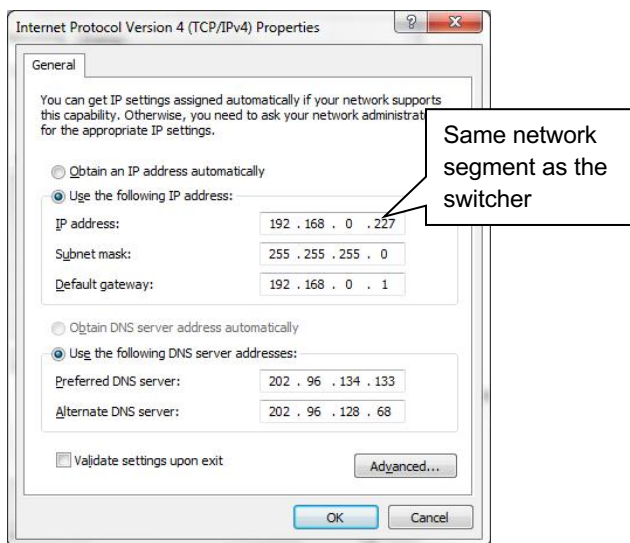 Internet Protocol Version 4 (TCP/IPv4) Properties
General
You can get IP settings assigned automatically if your network supports
this capability. Otherwise, you need to ask your network administrat
for the appropriate IP settings.
Same network
segment as the
switcher
Obtain an IP address automatically
Use the following IP address:
IP address: 192 . 168 . 0 . 227
Subnet mask: 255 . 255 . 255 . 0
Default gateway: 192 . 168 . 0 . 1
Obtain DNS server address automatically
Use the following DNS server addresses:
Preferred DNS server: 202 . 96 . 134 . 133
Alternate DNS server: 202 . 96 . 128 . 68
Validate settings upon exit
Advanced...
OK Cancel